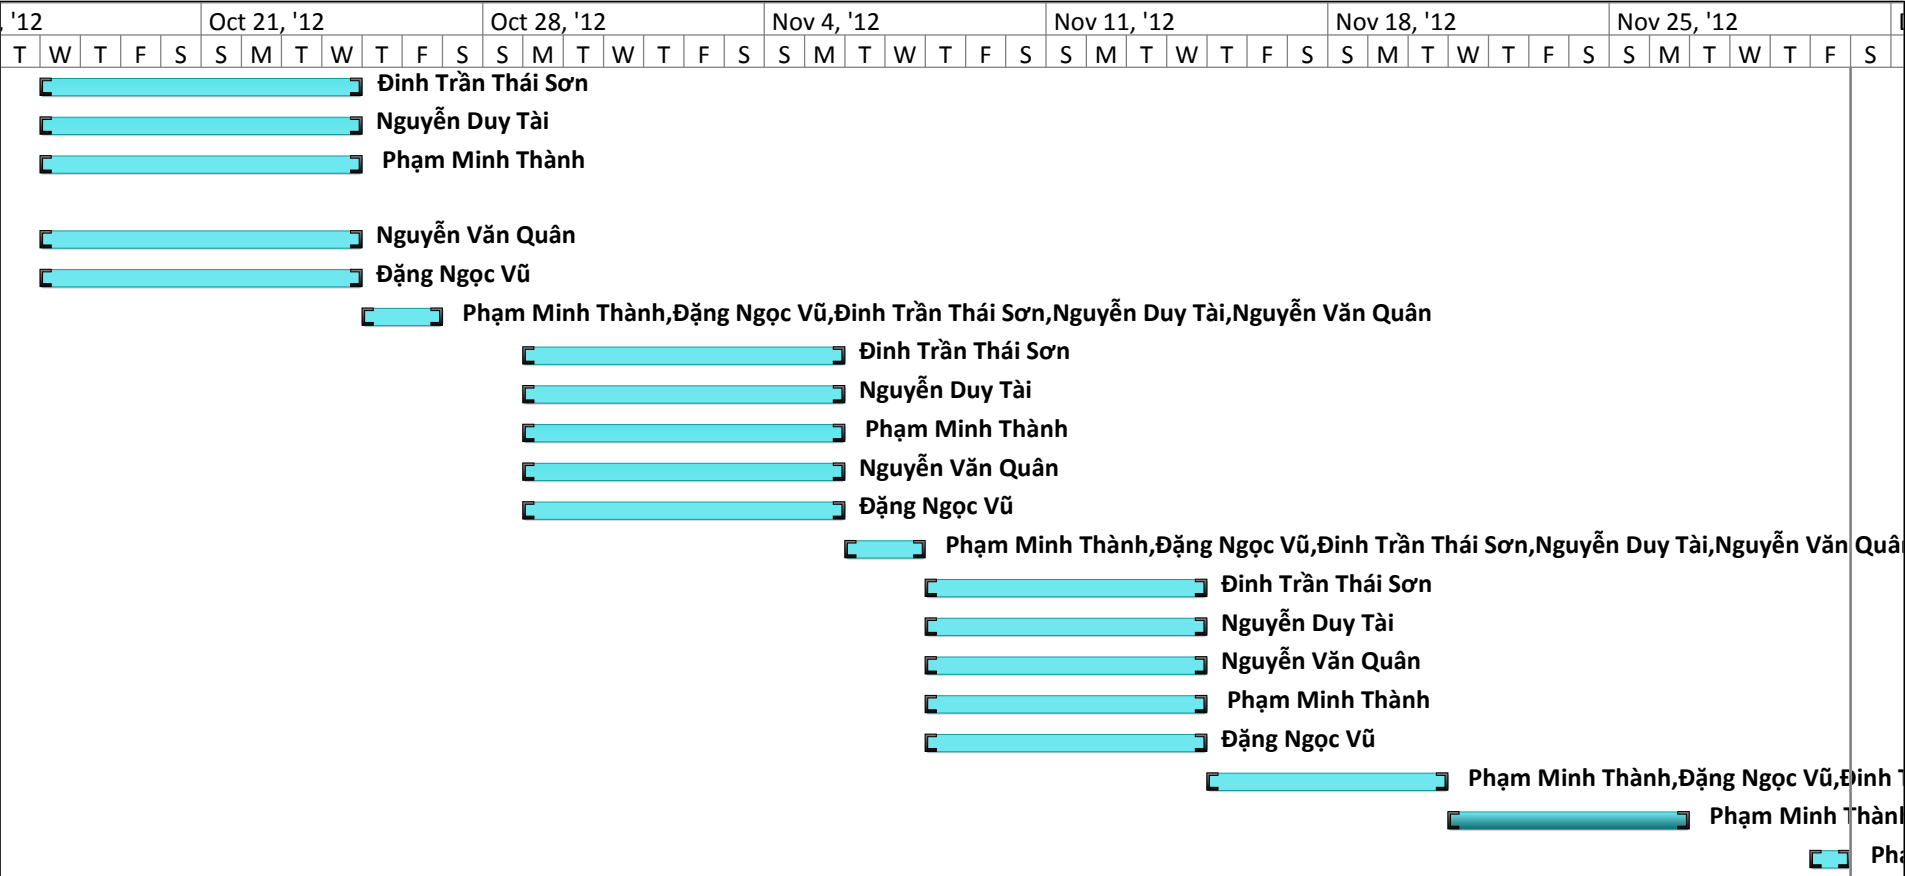 , '12 Oct 21, '12 Oct 28, '12 Nov 4, '12 Nov 11, '12 Nov 18, '12 Nov 25, '12
T W T F S S M T W T F S S M T W T F S S M T W T F S S M T W T F S S M T W T F S S M T W T F S
Đinh Trần Thái Sơn
Nguyễn Duy Tài
Phạm Minh Thành
Nguyễn Văn Quân
Đặng Ngọc Vũ
Phạm Minh Thành,Đặng Ngọc Vũ,Đinh Trần Thái Sơn,Nguyễn Duy Tài,Nguyễn Văn Quân
Đinh Trần Thái Sơn
Nguyễn Duy Tài
Phạm Minh Thành
Nguyễn Văn Quân
Đặng Ngọc Vũ
Phạm Minh Thành,Đặng Ngọc Vũ,Đinh Trần Thái Sơn,Nguyễn Duy Tài,Nguyễn Văn Quân
Đinh Trần Thái Sơn
Nguyễn Duy Tài
Nguyễn Văn Quân
Phạm Minh Thành
Đặng Ngọc Vũ
Phạm Minh Thành,Đặng Ngọc Vũ,Đinh T
Phạm Minh Thành
Phạ